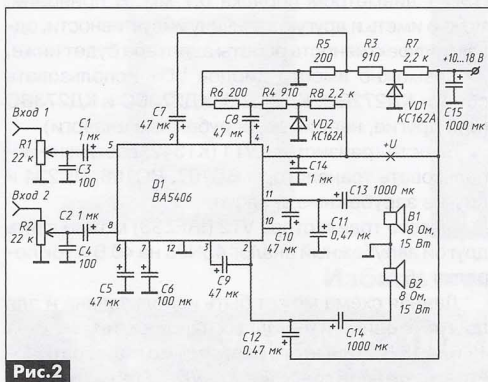 R5
200
R3
910
R7
2,2 к
+10...18 В
R6 200
R4 910
R8 2,2 к
VD1
КС162А
C15
1000 мк
C7
47 мк
C8
47 мк
VD2
КС162А
Вход 1
C1
1 мк
R1
22 к
C3
100
5
9
4
11
1
D1
BA5406
C14
1 мк
+U
C13 1000 мк
Вход 2
C2 1 мк
R2
22 к
C4
100
8
10
C10
47 мк
C11
0,47 мк
B1
8 Ом,
15 Вт
6
7
12
3
2
C5
47 мк
C6
100 мк
C9
47 мк
B2
8 Ом,
15 Вт
C12
0.47 мк
C14
1000 мк
Рис.2